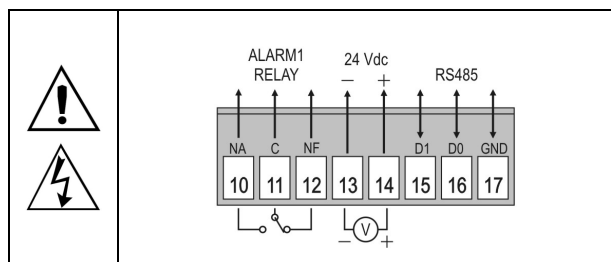 ALARM1 24 Vdc
RELAY − + RS485
NA C NF D1 D0 GND
10 11 12 13 14 15 16 17
− V +